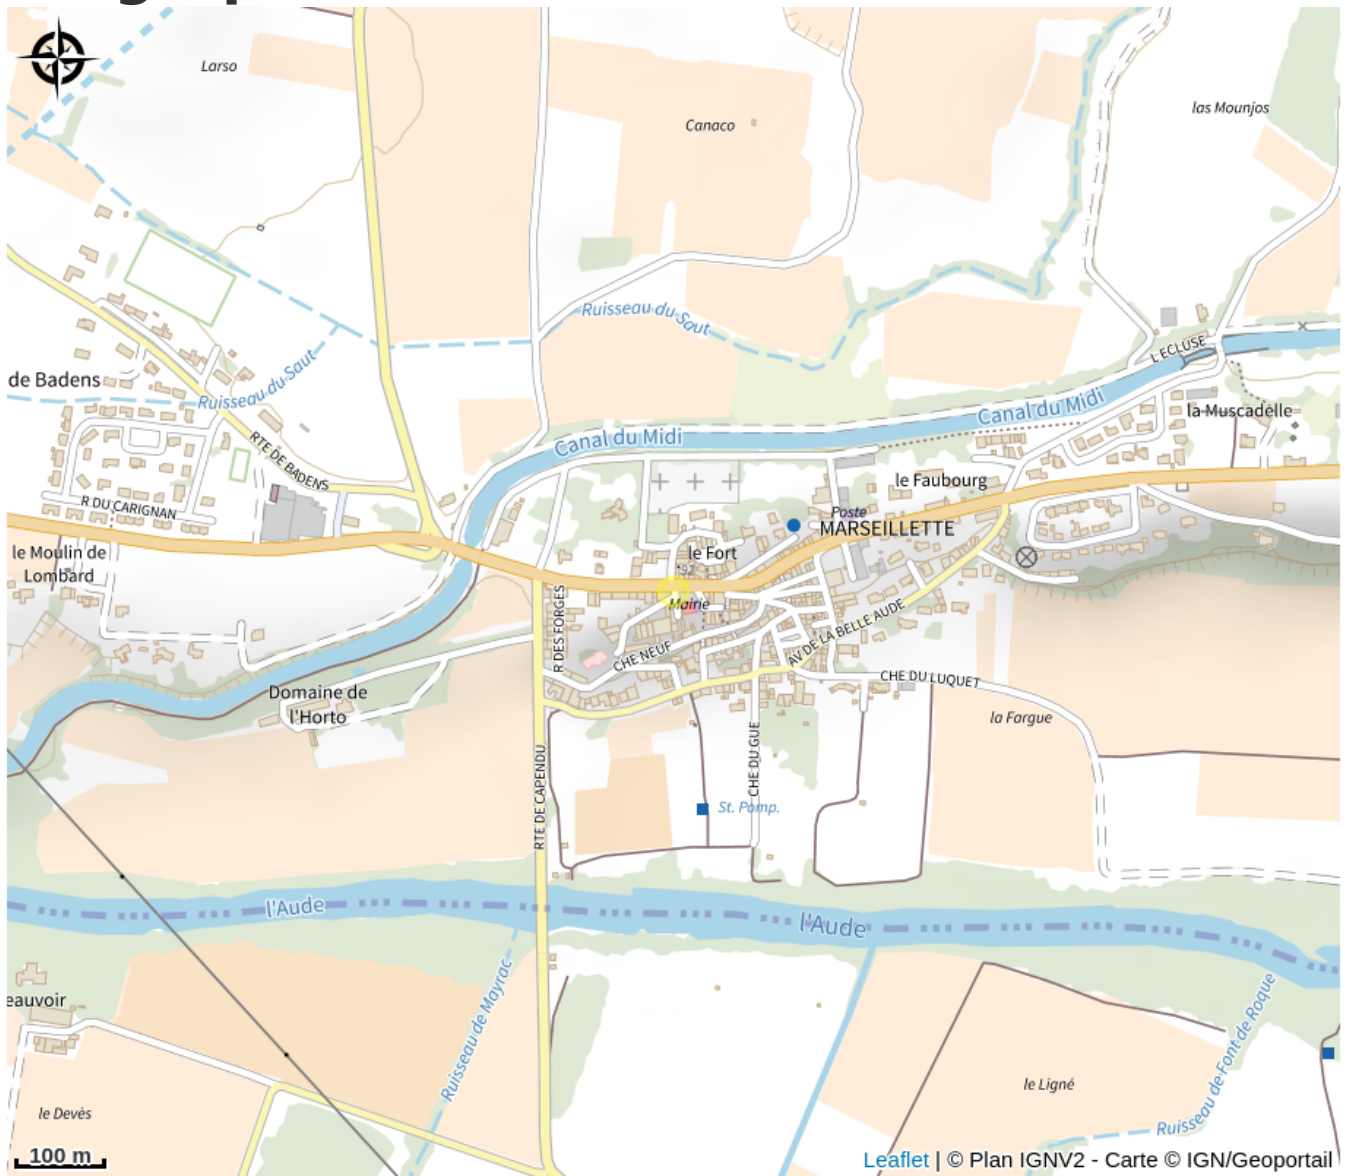 Larso
Canaco
las Mounjos
Ruisseau du Saut
L ECLUSE
de Badens
Ruisseau du Saut
Canal du Midi
la Muscadelle
Canal du Midi
RTE DE BADENS
le Faubourg
R DU CARIGNAN
Poste
MARSEILLETTE
le Moulin de
Lombard
le Fort
92
Mairie
R DES FORGES
CHE NEUF
AV DE LA BELLE AUDE
CHE DU LUQUET
Domaine de
l'Horto
la Fargue
CHE DU GUE
RTE DE CAPENDU
St. Pomp.
l'Aude
l'Aude
eauvoir
Ruisseau de Mayrac
Ruisseau de Font de Roque
le Ligné
le Devès
100 m
Leaflet | © Plan IGNV2 - Carte © IGN/Geoportail